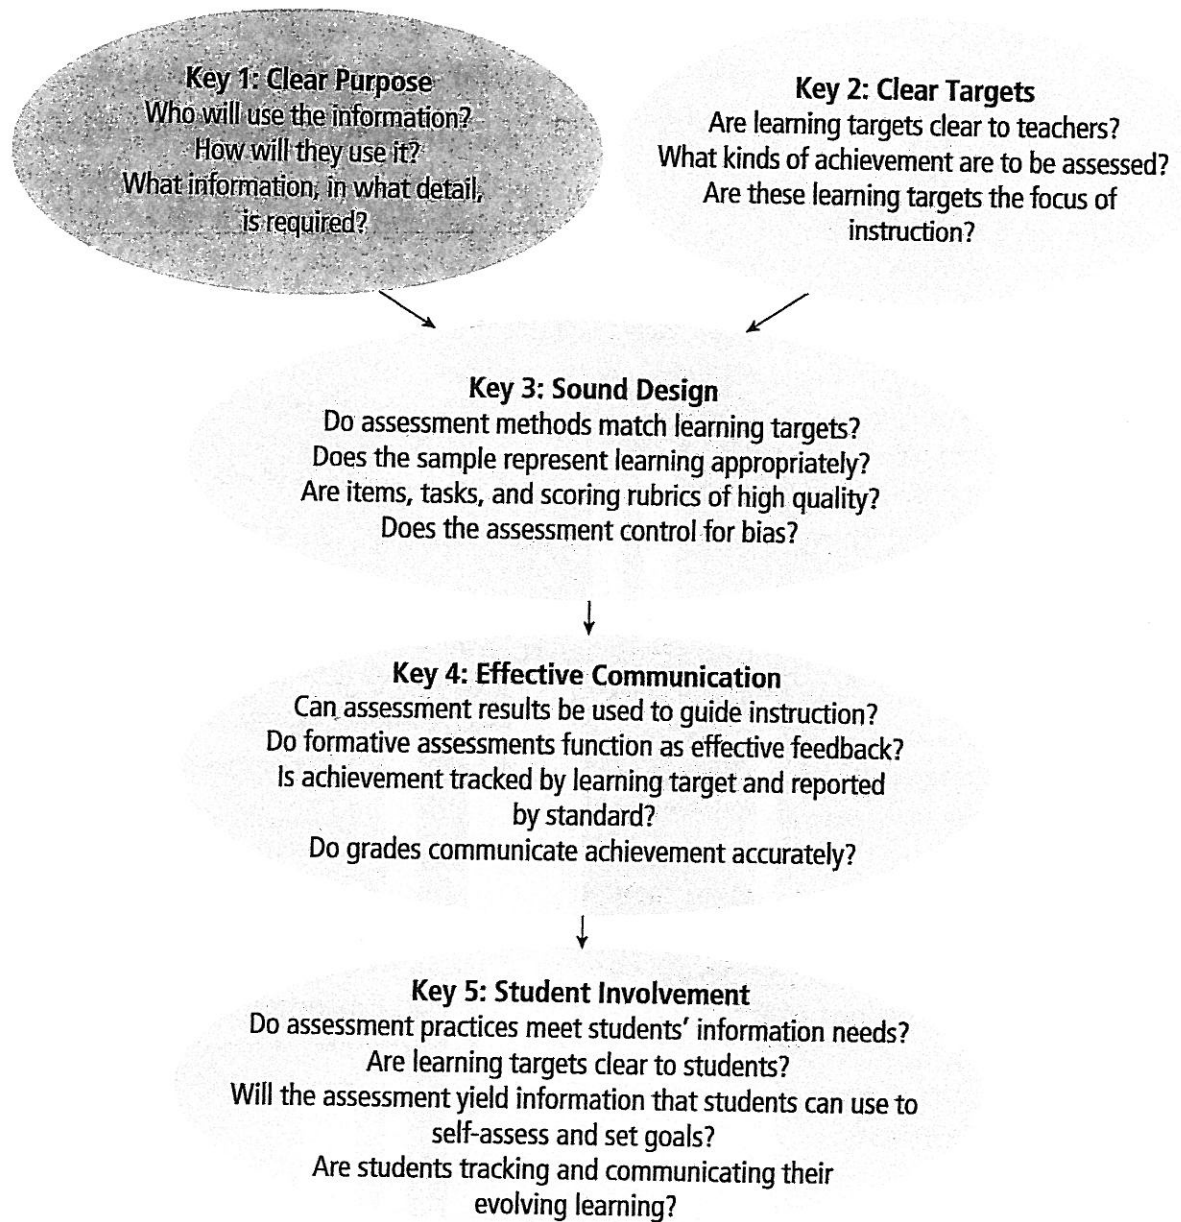 Key 1: Clear Purpose
Who will use the information?
How will they use it?
What information, in what detail,
is required?
Key 2: Clear Targets
Are learning targets clear to teachers?
What kinds of achievement are to be assessed?
Are these learning targets the focus of
instruction?
Key 3: Sound Design
Do assessment methods match learning targets?
Does the sample represent learning appropriately?
Are items, tasks, and scoring rubrics of high quality?
Does the assessment control for bias?
Key 4: Effective Communication
Can assessment results be used to guide instruction?
Do formative assessments function as effective feedback?
Is achievement tracked by learning target and reported
by standard?
Do grades communicate achievement accurately?
Key 5: Student Involvement
Do assessment practices meet students' information needs?
Are learning targets clear to students?
Will the assessment yield information that students can use to
self-assess and set goals?
Are students tracking and communicating their
evolving learning?